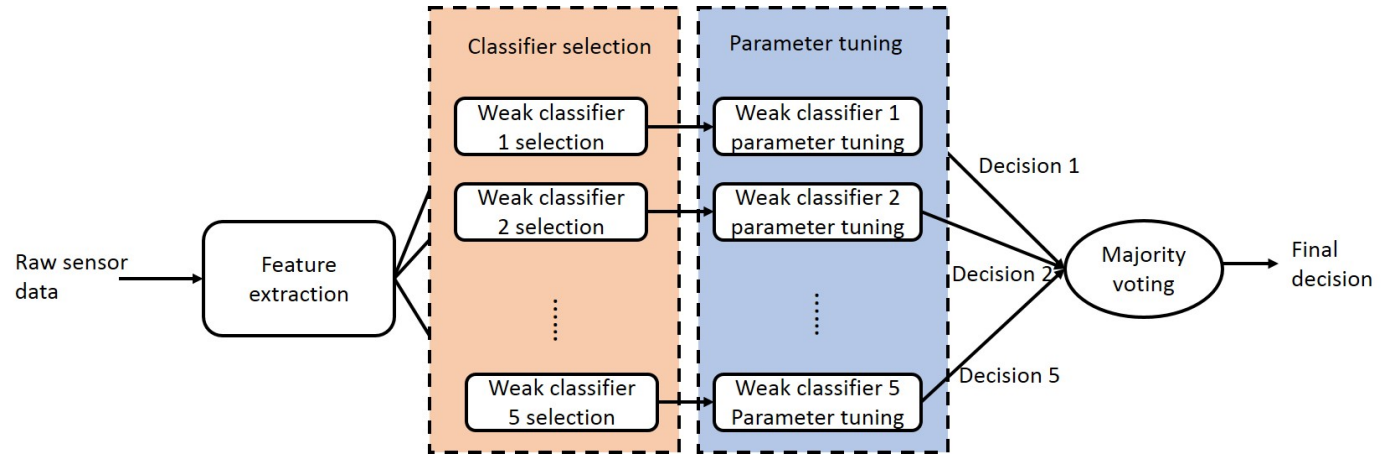 Classifier selection
Parameter tuning
Weak classifier
1 selection
Weak classifier 1
parameter tuning
Decision 1
Weak classifier
2 selection
Weak classifier 2
parameter tuning
Raw sensor
data
Feature
extraction
Decision 2
Majority
voting
Final
decision
Weak classifier
5 selection
Weak classifier 5
Parameter tuning
Decision 5